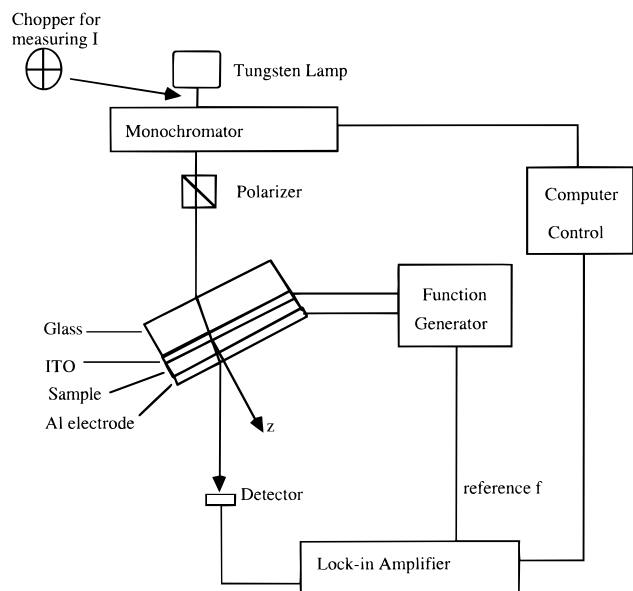 Chopper for
measuring I
Tungsten Lamp
Monochromator
Polarizer
Computer
Control
Function
Generator
Glass
ITO
Sample
Al electrode
z
Detector
reference f
Lock-in Amplifier